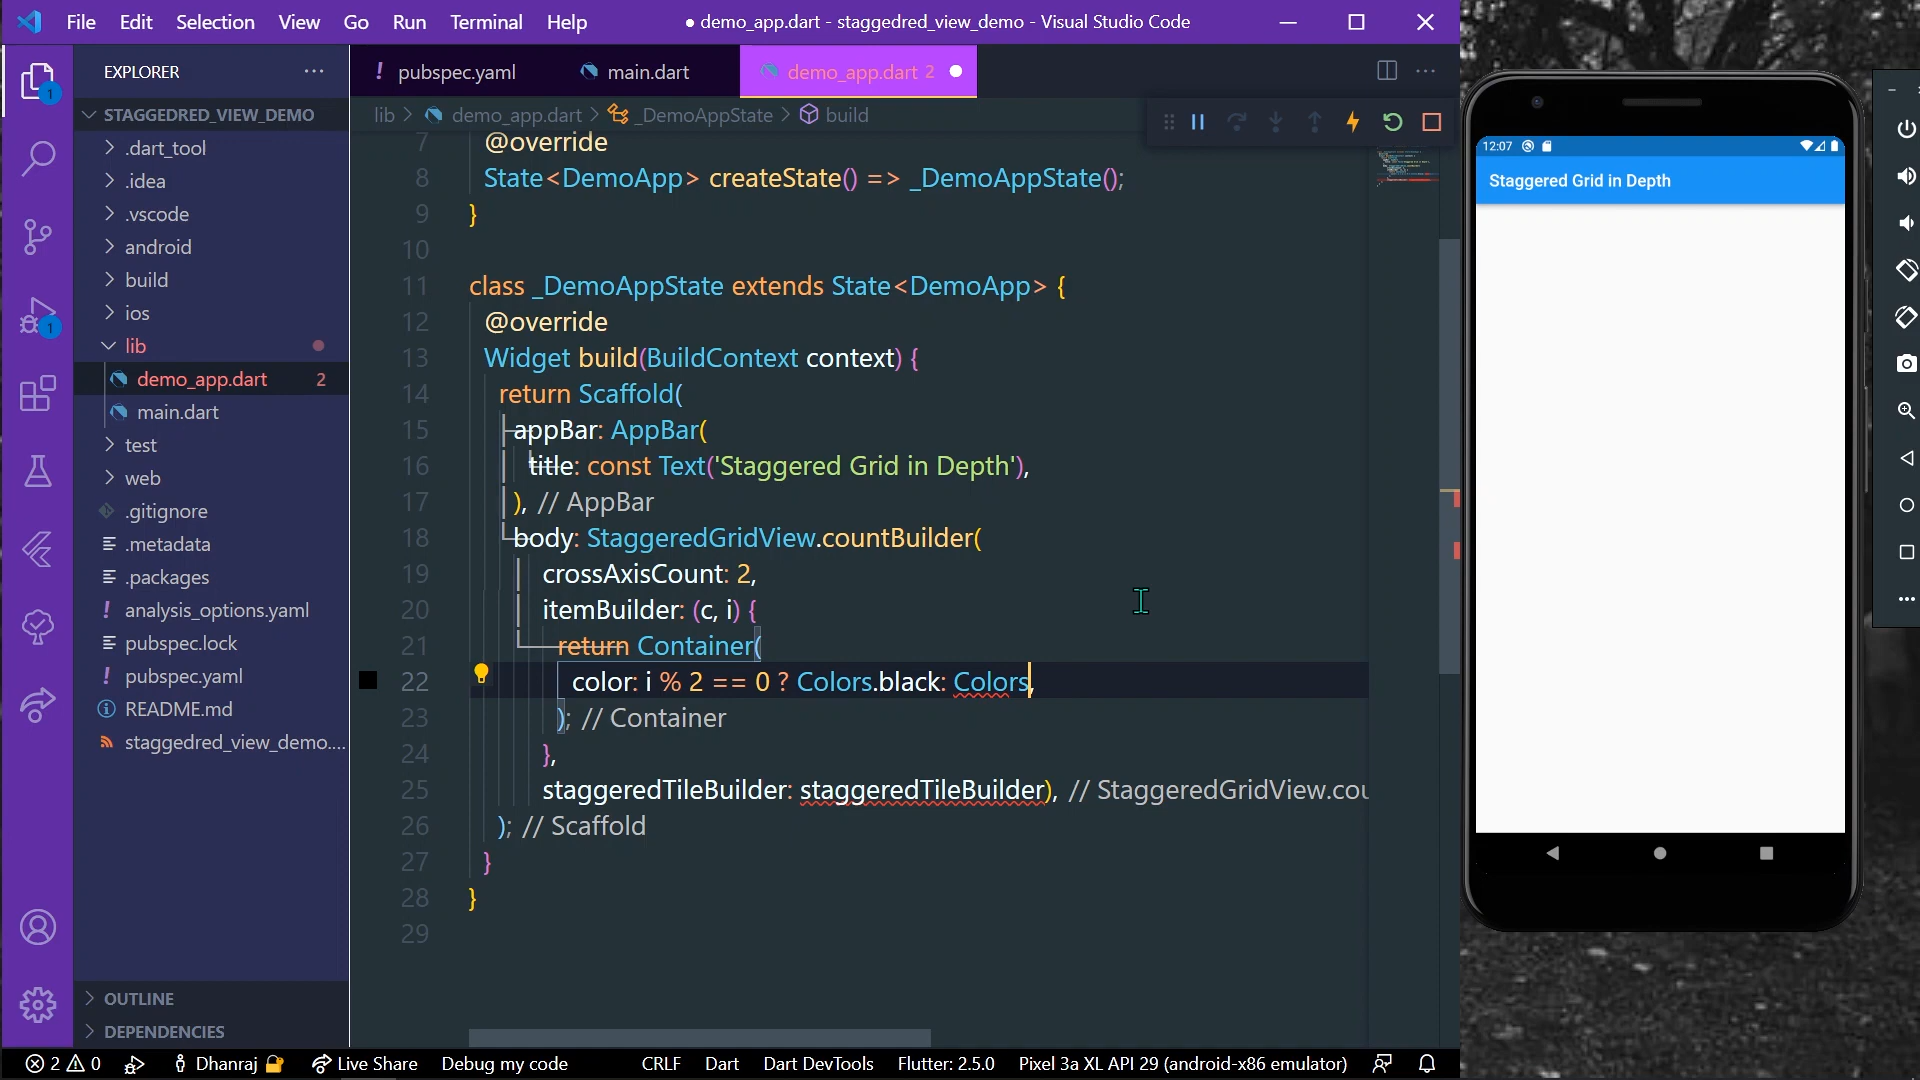 File Edit Selection View Go Run Terminal Help
● demo_app.dart - staggedred_view_demo - Visual Studio Code
EXPLORER
STAGGEDRED_VIEW_DEMO
.dart_tool
.idea
.vscode
android
build
ios
lib
demo_app.dart 2
main.dart
test
web
.gitignore
.metadata
.packages
analysis_options.yaml
pubspec.lock
pubspec.yaml
README.md
staggedred_view_demo....
OUTLINE
DEPENDENCIES
1
1
! pubspec.yaml
main.dart
demo_app.dart 2
lib > demo_app.dart > _DemoAppState > build
7 @override
8 State<DemoApp> createState() => _DemoAppState();
9 }
10
11 class _DemoAppState extends State<DemoApp> {
12 @override
13 Widget build(BuildContext context) {
14 return Scaffold(
15 appBar: AppBar(
16 title: const Text('Staggered Grid in Depth'),
17 ), // AppBar
18 body: StaggeredGridView.countBuilder(
19 crossAxisCount: 2,
20 itemBuilder: (c, i) {
21 return Container(
22 color: i % 2 == 0 ? Colors.black: Colors,
23 ); // Container
24 },
25 staggeredTileBuilder: staggeredTileBuilder), // StaggeredGridView.cou
26 ); // Scaffold
27 }
28 }
29
12:07
Staggered Grid in Depth
2 0 Dhanraj Live Share Debug my code CRLF Dart Dart DevTools Flutter: 2.5.0 Pixel 3a XL API 29 (android-x86 emulator)